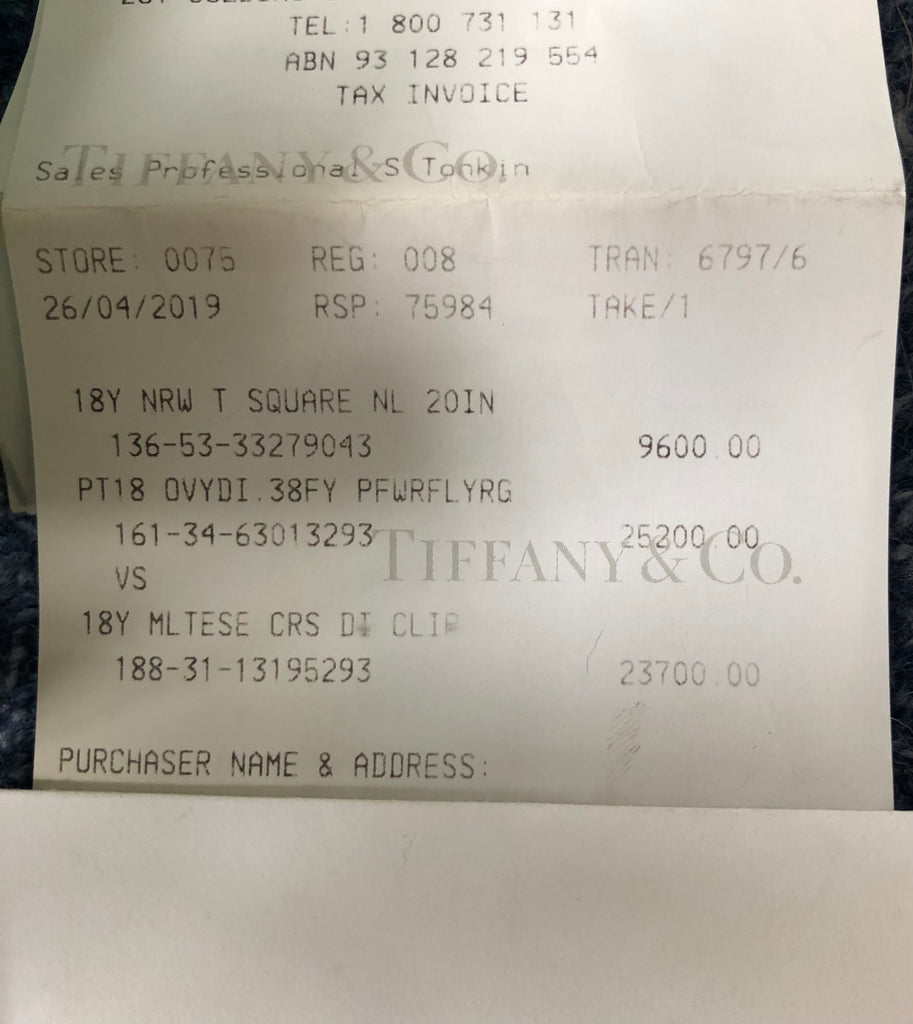 TEL:1 800 731 131
ABN 93 128 219 554
TAX INVOICE
TIFFANY & CO.
Sales Professional S Tonkin
STORE: 0075 REG: 008 TRAN: 6797/6
26/04/2019 RSP: 75984 TAKE/1
18Y NRW T SQUARE NL 20IN
136-53-33279043 9600.00
PT18 OVYDI.38FY PFWRFLYRG
161-34-63013293
TIFFANY & CO.
VS
18Y MLTESE CRS DI CLIP
188-31-13195293 23700.00
PURCHASER NAME & ADDRESS: